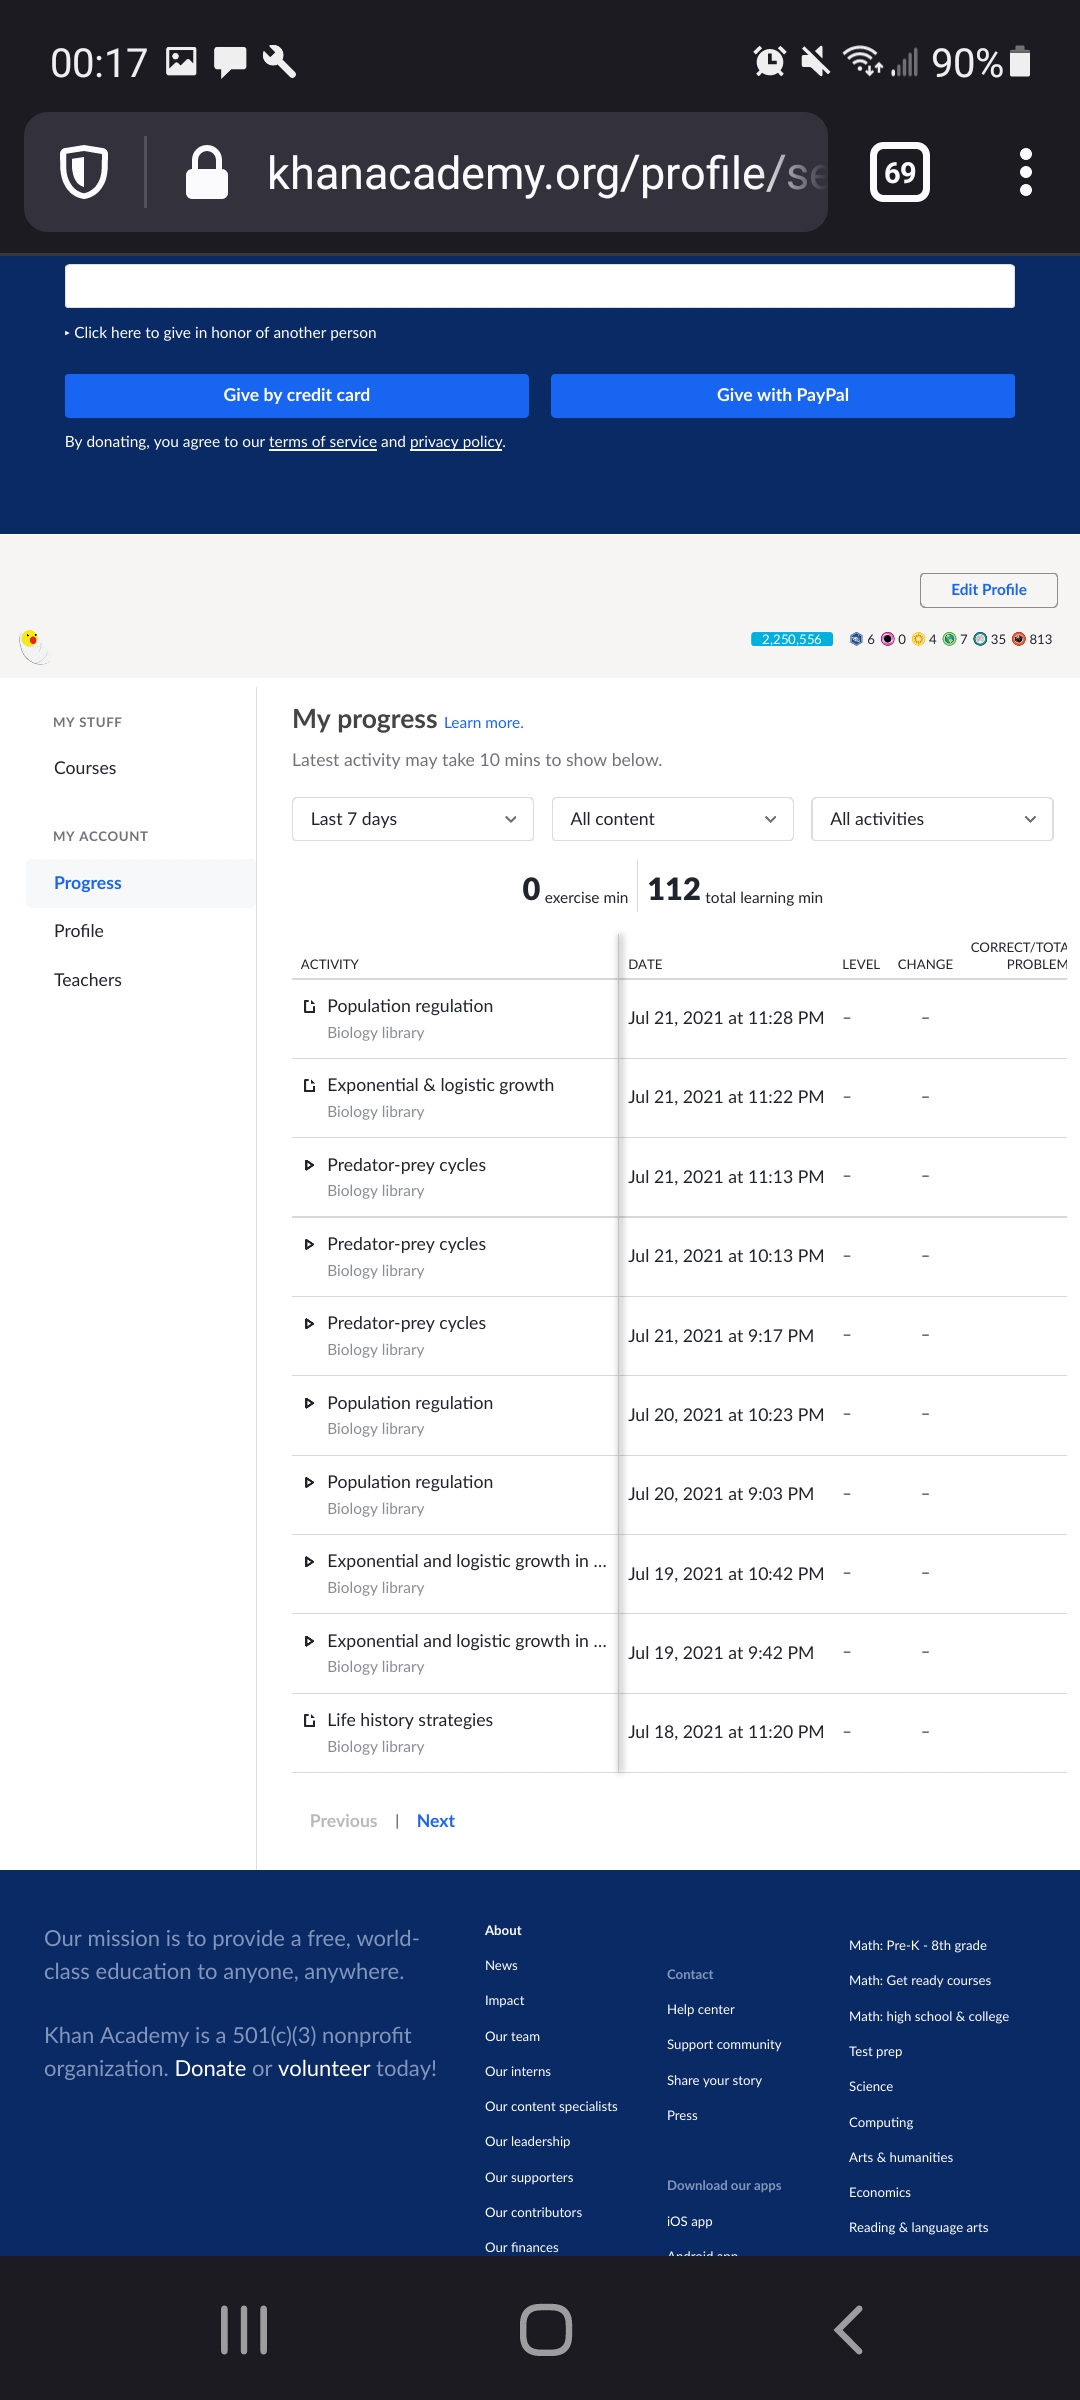 00:17
90%
khanacademy.org/profile/se
69
Click here to give in honor of another person
Give by credit card
Give with PayPal
By donating, you agree to our terms of service and privacy policy.
Edit Profile
2,250,556 6 0 4 7 35 813
MY STUFF
Courses
MY ACCOUNT
Progress
Profile
Teachers
My progress Learn more.
Latest activity may take 10 mins to show below.
Last 7 days
All content
All activities
0 exercise min
112 total learning min
ACTIVITY DATE LEVEL CHANGE CORRECT/TOTA
PROBLEM
Population regulation
Biology library
Jul 21, 2021 at 11:28 PM – –
Exponential & logistic growth
Biology library
Jul 21, 2021 at 11:22 PM – –
Predator-prey cycles
Biology library
Jul 21, 2021 at 11:13 PM – –
Predator-prey cycles
Biology library
Jul 21, 2021 at 10:13 PM – –
Predator-prey cycles
Biology library
Jul 21, 2021 at 9:17 PM – –
Population regulation
Biology library
Jul 20, 2021 at 10:23 PM – –
Population regulation
Biology library
Jul 20, 2021 at 9:03 PM – –
Exponential and logistic growth in ...
Biology library
Jul 19, 2021 at 10:42 PM – –
Exponential and logistic growth in ...
Biology library
Jul 19, 2021 at 9:42 PM – –
Life history strategies
Biology library
Jul 18, 2021 at 11:20 PM – –
Previous | Next
Our mission is to provide a free, world-
class education to anyone, anywhere.
Khan Academy is a 501(c)(3) nonprofit
organization. Donate or volunteer today!
About
News
Impact
Our team
Our interns
Our content specialists
Our leadership
Our supporters
Our contributors
Our finances
Contact
Help center
Support community
Share your story
Press
Download our apps
iOS app
Android app
Math: Pre-K - 8th grade
Math: Get ready courses
Math: high school & college
Test prep
Science
Computing
Arts & humanities
Economics
Reading & language arts